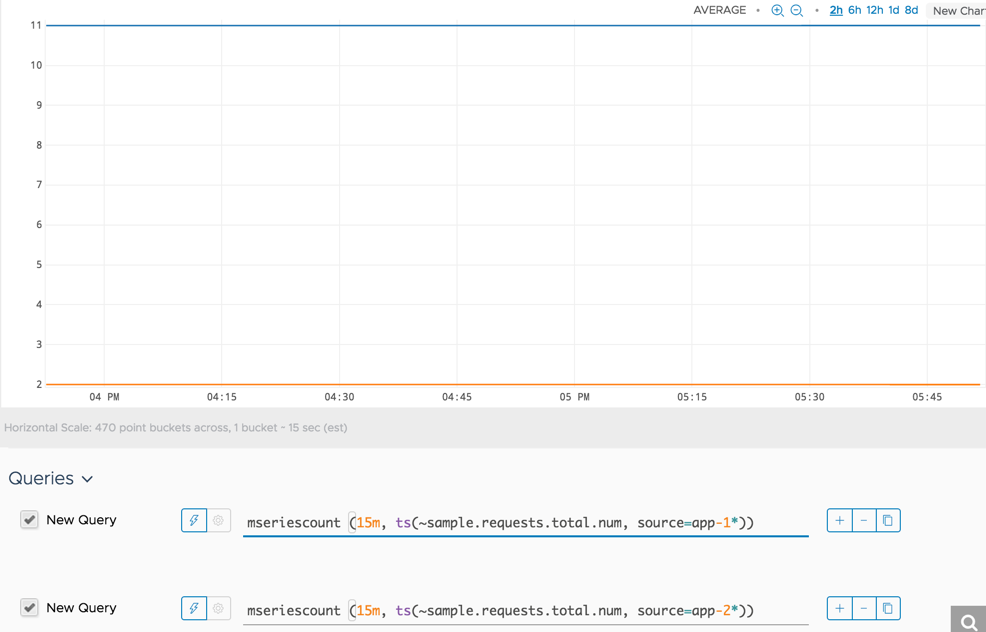 AVERAGE • • 2h 6h 12h 1d 8d New Char
11
10
9
8
7
6
5
4
3
2
04 PM 04:15 04:30 04:45 05 PM 05:15 05:30 05:45
Horizontal Scale: 470 point buckets across, 1 bucket ~ 15 sec (est)
Queries
New Query mseriescount (15m, ts(~sample.requests.total.num, source=app-1*))
New Query mseriescount (15m, ts(~sample.requests.total.num, source=app-2*))